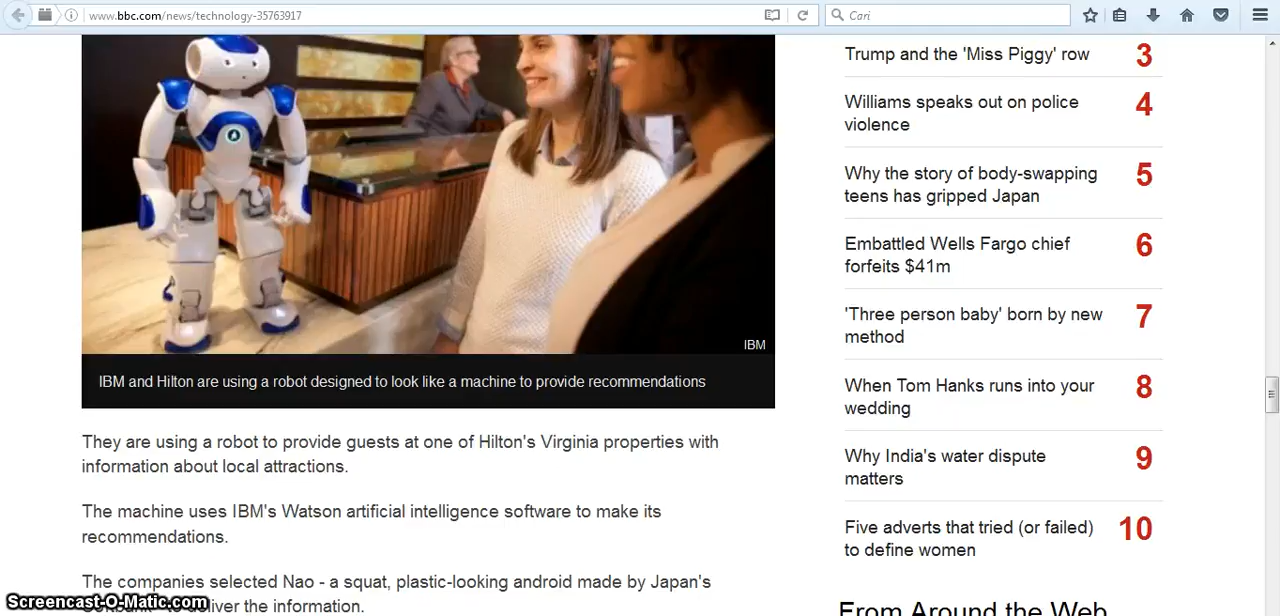 www.bbc.com/news/technology-35763917
Cari
IBM
IBM and Hilton are using a robot designed to look like a machine to provide recommendations
They are using a robot to provide guests at one of Hilton's Virginia properties with
information about local attractions.
The machine uses IBM's Watson artificial intelligence software to make its
recommendations.
The companies selected Nao - a squat, plastic-looking android made by Japan's
to deliver the information.
Screencast-O-Matic.com
Trump and the 'Miss Piggy' row
3
Williams speaks out on police
violence
4
Why the story of body-swapping
teens has gripped Japan
5
Embattled Wells Fargo chief
forfeits $41m
6
'Three person baby' born by new
method
7
When Tom Hanks runs into your
wedding
8
Why India's water dispute
matters
9
Five adverts that tried (or failed)
to define women
10
From Around the Web